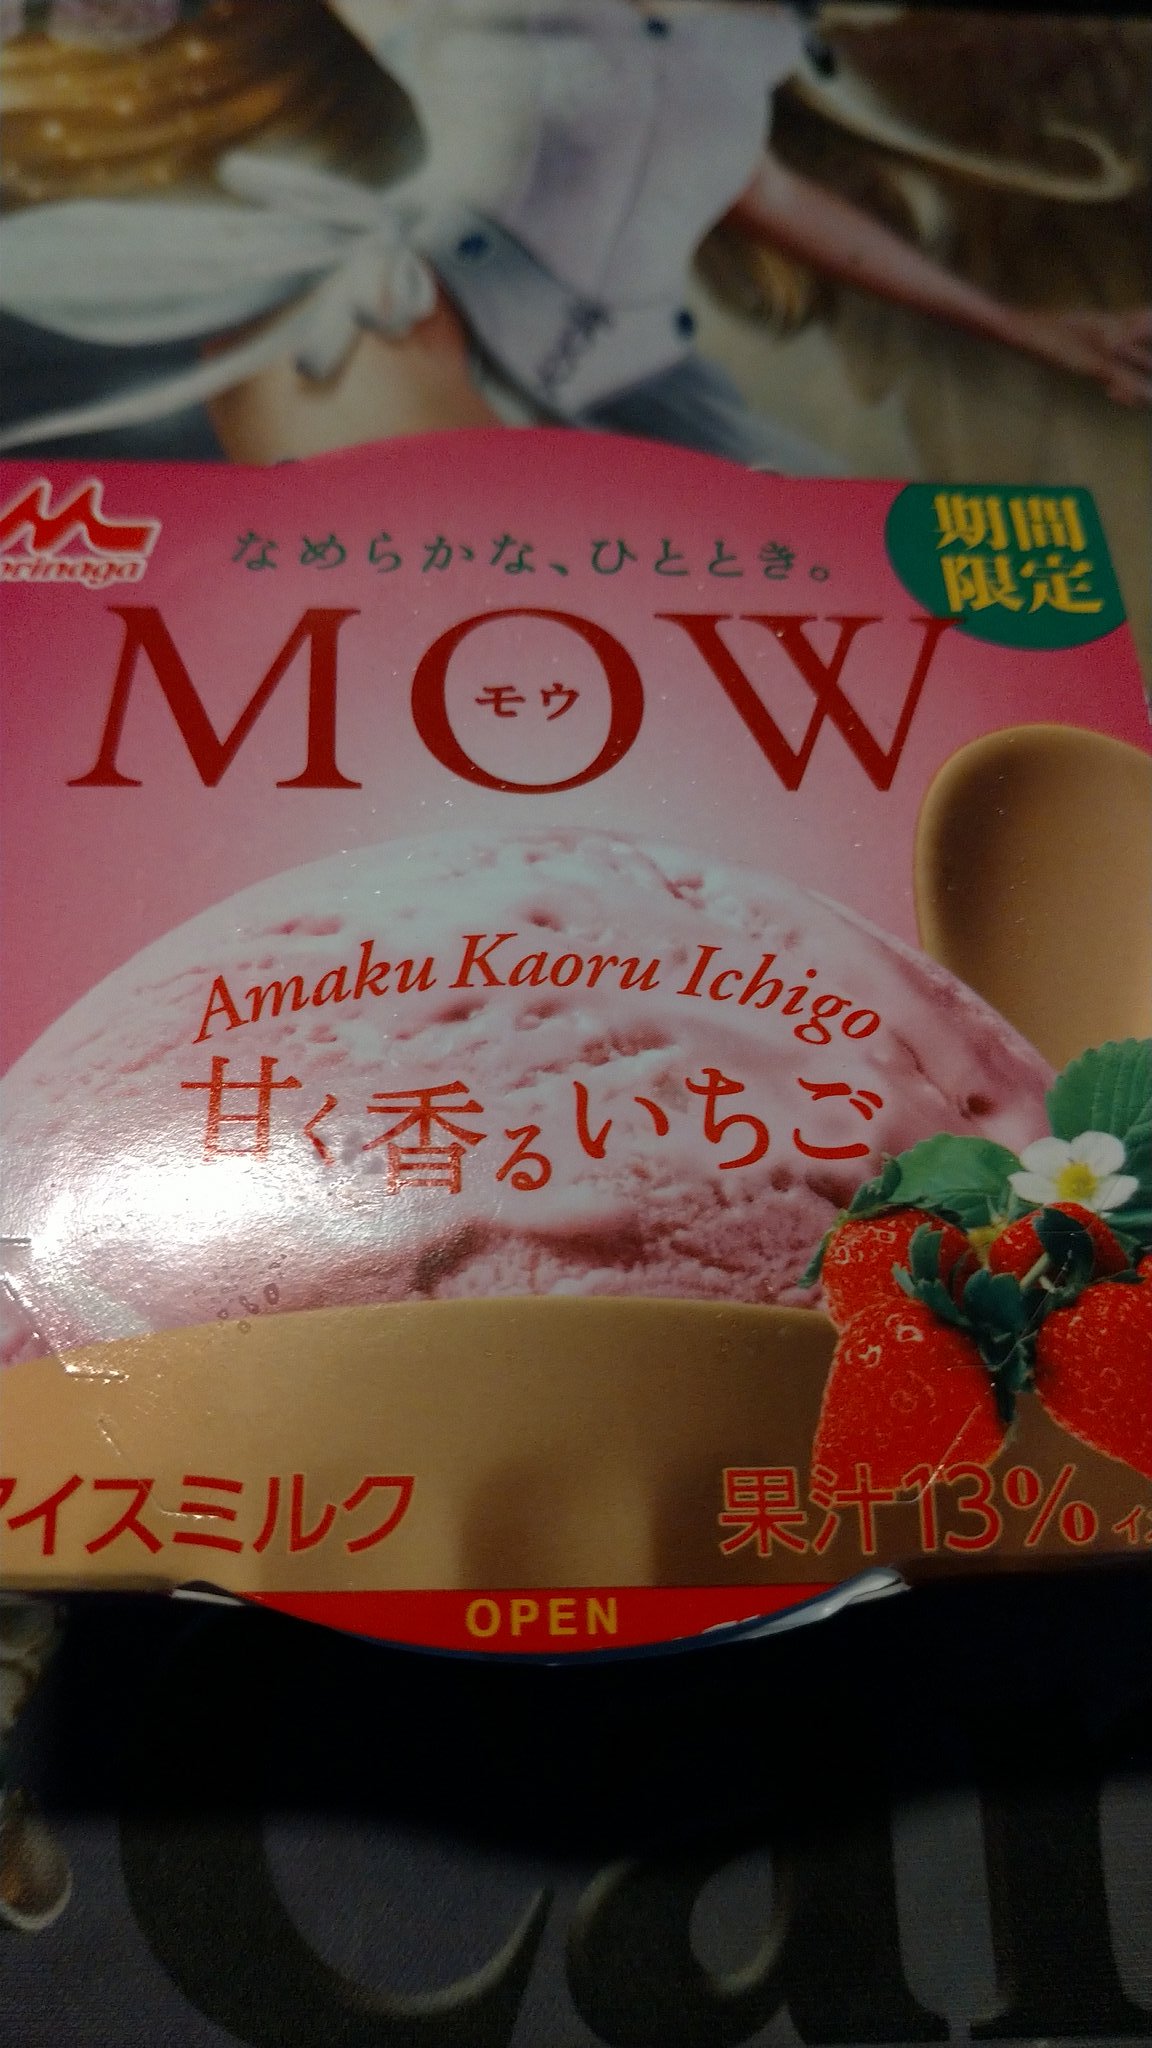 morinaga
なめらかな、ひととき。
期間
限定
MOW
モウ
Amaku Kaoru Ichigo
甘く香るいちご
アイスミルク
果汁13%
OPEN